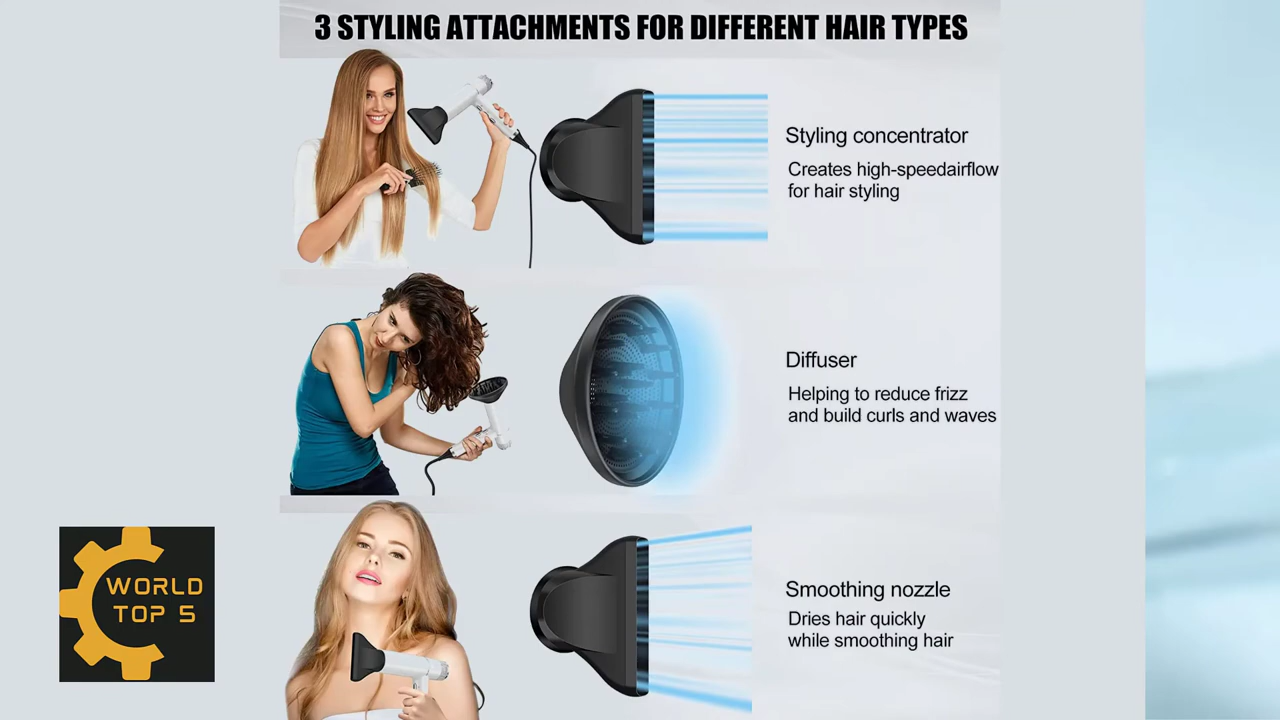 3 STYLING ATTACHMENTS FOR DIFFERENT HAIR TYPES
Styling concentrator
Creates high-speedairflow
for hair styling
Diffuser
Helping to reduce frizz
and build curls and waves
Smoothing nozzle
Dries hair quickly
while smoothing hair
WORLD
TOP 5